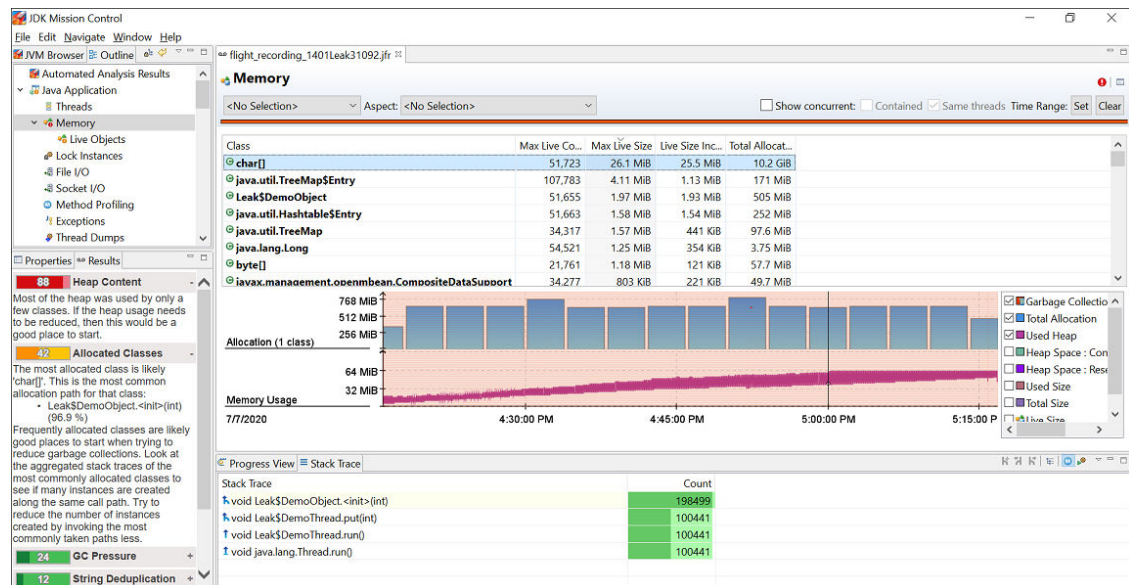 JDK Mission Control
File Edit Navigate Window Help
JVM Browser Outline
Automated Analysis Results
Java Application
Threads
Memory
Live Objects
Lock Instances
File I/O
Socket I/O
Method Profiling
Exceptions
Thread Dumps
Properties Results
88 Heap Content -
Most of the heap was used by only a
few classes. If the heap usage needs
to be reduced, then this would be a
good place to start.
42 Allocated Classes -
The most allocated class is likely
'char[]'. This is the most common
allocation path for that class:
• Leak$DemoObject.<init>(int)
(96.9 %)
Frequently allocated classes are likely
good places to start when trying to
reduce garbage collections. Look at
the aggregated stack traces of the
most commonly allocated classes to
see if many instances are created
along the same call path. Try to
reduce the number of instances
created by invoking the most
commonly taken paths less.
24 GC Pressure +
12 String Deduplication +
flight_recording_1401Leak31092.jfr
Memory
<No Selection> Aspect: <No Selection> Show concurrent: Contained Same threads Time Range: Set Clear
Class Max Live Co... Max Live Size Live Size Inc... Total Allocat...
char[] 51,723 26.1 MiB 25.5 MiB 10.2 GiB
java.util.TreeMap$Entry 107,783 4.11 MiB 1.13 MiB 171 MiB
Leak$DemoObject 51,655 1.97 MiB 1.93 MiB 505 MiB
java.util.Hashtable$Entry 51,663 1.58 MiB 1.54 MiB 252 MiB
java.util.TreeMap 34,317 1.57 MiB 441 KiB 97.6 MiB
java.lang.Long 54,521 1.25 MiB 354 KiB 3.75 MiB
byte[] 21,761 1.18 MiB 121 KiB 57.7 MiB
javax.management.openmbean.CompositeDataSupport 34,277 803 KiB 221 KiB 49.7 MiB
768 MiB
512 MiB
256 MiB
Allocation (1 class)
64 MiB
32 MiB
Memory Usage
7/7/2020 4:30:00 PM 4:45:00 PM 5:00:00 PM 5:15:00 P
Garbage Collectio
Total Allocation
Used Heap
Heap Space : Con
Heap Space : Rese
Used Size
Total Size
Live Size
Progress View Stack Trace
Stack Trace Count
void Leak$DemoObject.<init>(int) 198499
void Leak$DemoThread.put(int) 100441
void Leak$DemoThread.run() 100441
void java.lang.Thread.run() 100441